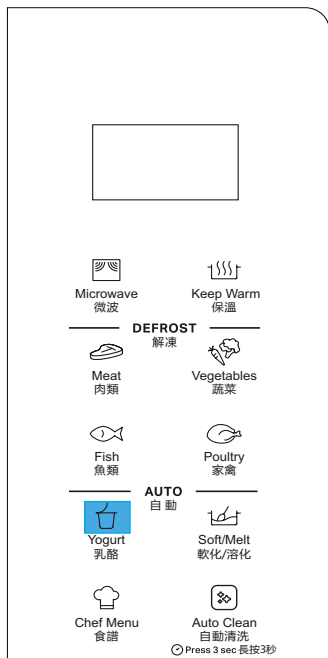 Microwave Keep Warm
微波 保溫
DEFROST
解凍
Meat Vegetables
肉類 蔬菜
Fish Poultry
魚類 家禽
AUTO
自動
Yogurt Soft/Melt
乳酪 軟化/溶化
Chef Menu Auto Clean
食譜 自動清洗
Press 3 sec 長按3秒